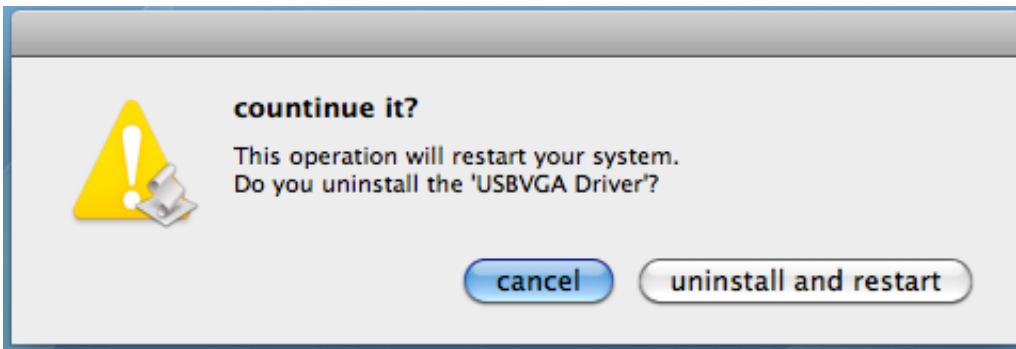 countinue it?
This operation will restart your system.
Do you uninstall the 'USBVGA Driver'?
cancel uninstall and restart